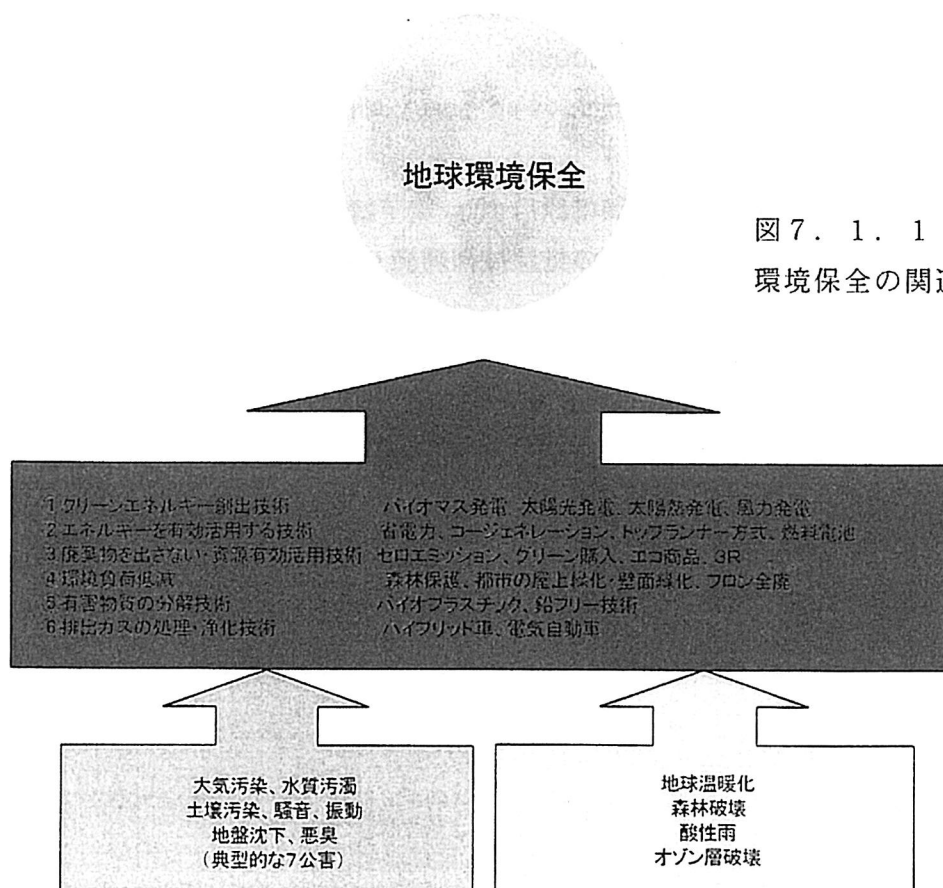 地球環境保全
図7．1．1
環境保全の関連
1.クリーンエネルギー創出技術 バイオマス発電、太陽光発電、太陽熱発電、風力発電
2.エネルギーを有効活用する技術 省電力、コージェネレーション、トップランナー方式、燃料電池
3.廃棄物を出さない・資源有効活用技術 ゼロエミッション、グリーン購入、エコ商品、3R
4.環境負荷低減 森林保護、都市の屋上緑化・壁面緑化、フロン全廃
5.有害物質の分解技術 バイオプラスチック、鉛フリー技術
6.排出ガスの処理・浄化技術 ハイブリッド車、電気自動車
大気汚染、水質汚濁
土壌汚染、騒音、振動
地盤沈下、悪臭
(典型的な7公害)
地球温暖化
森林破壊
酸性雨
オゾン層破壊